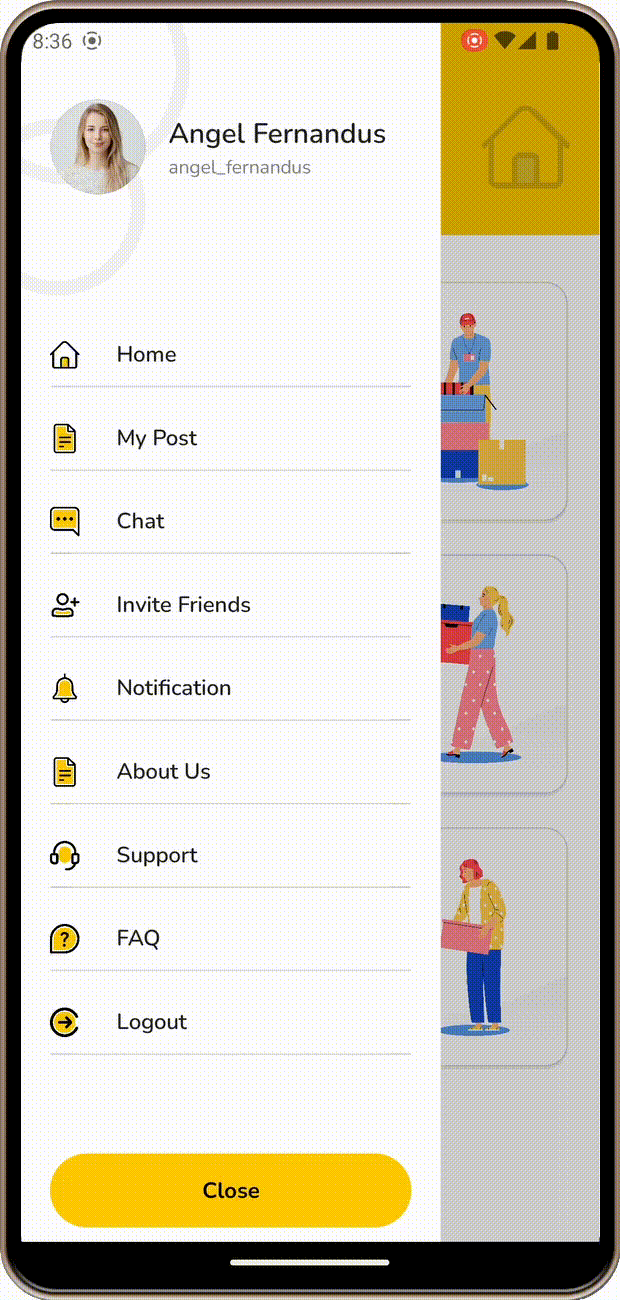 8:36
Angel Fernandus
angel_fernandus
Home
My Post
Chat
Invite Friends
Notification
About Us
Support
FAQ
Logout
Close